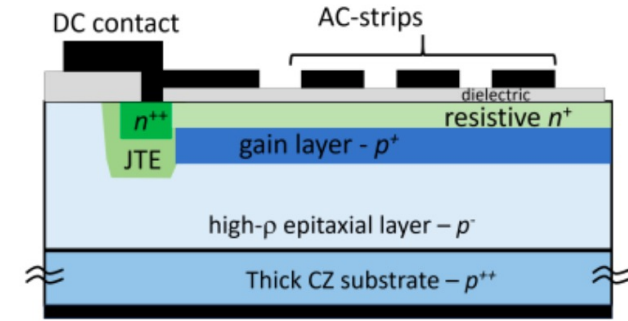 DC contact
AC-strips
dielectric
n++
resistive n+
gain layer - p+
JTE
high-ρ epitaxial layer – p-
Thick CZ substrate – p++